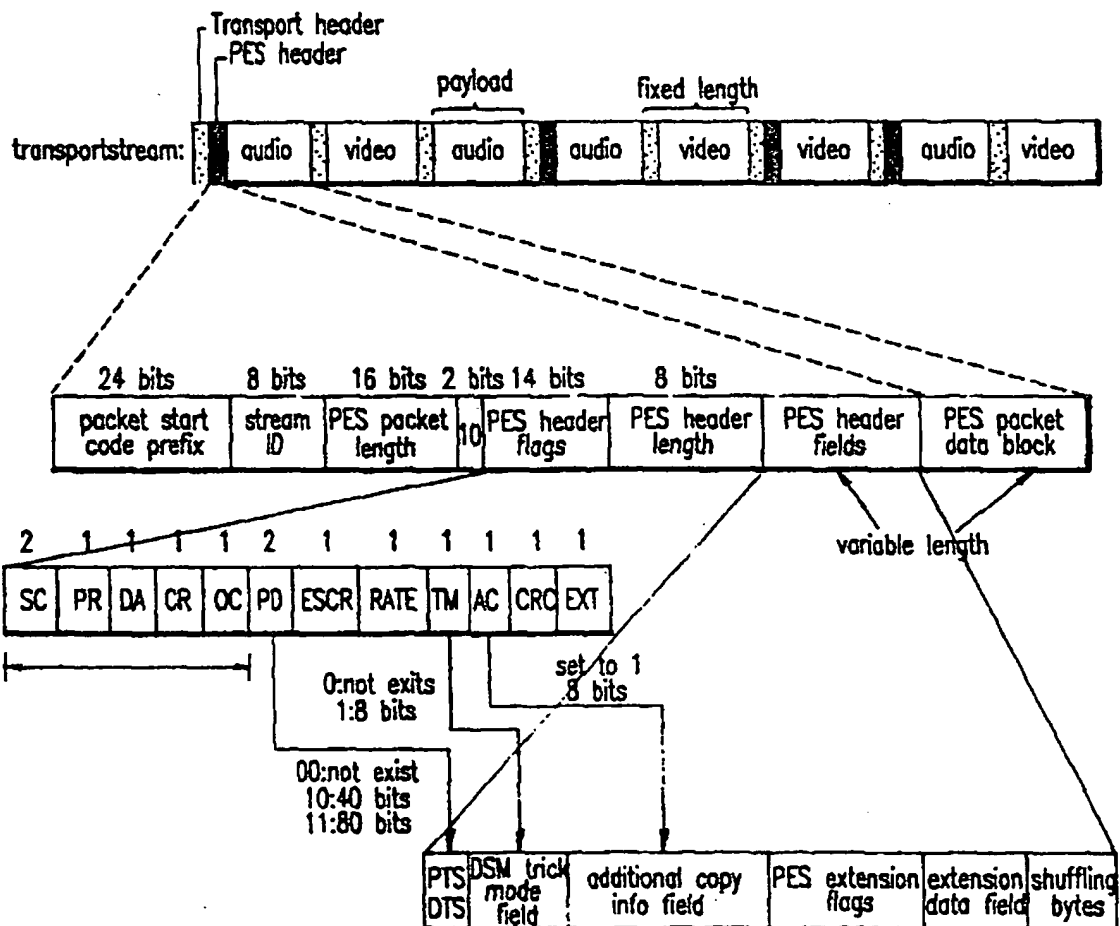 Transport header
PES header
payload
fixed length
transportstream:
audio
video
audio
audio
video
video
audio
video
24 bits
8 bits
16 bits
2 bits
14 bits
8 bits
packet start
code prefix
stream
ID
PES packet
length
10
PES header
flags
PES header
length
PES header
fields
PES packet
data block
variable length
2
1
1
1
1
2
1
1
1
1
1
1
SC
PR
DA
CR
OC
PD
ESCR
RATE
TM
AC
CRC
EXT
set to 1
8 bits
0:not exits
1:8 bits
00:not exist
10:40 bits
11:80 bits
PTS
DTS
DSM trick
mode
field
additional copy
info field
PES extension
flags
extension
data field
shuffling
bytes